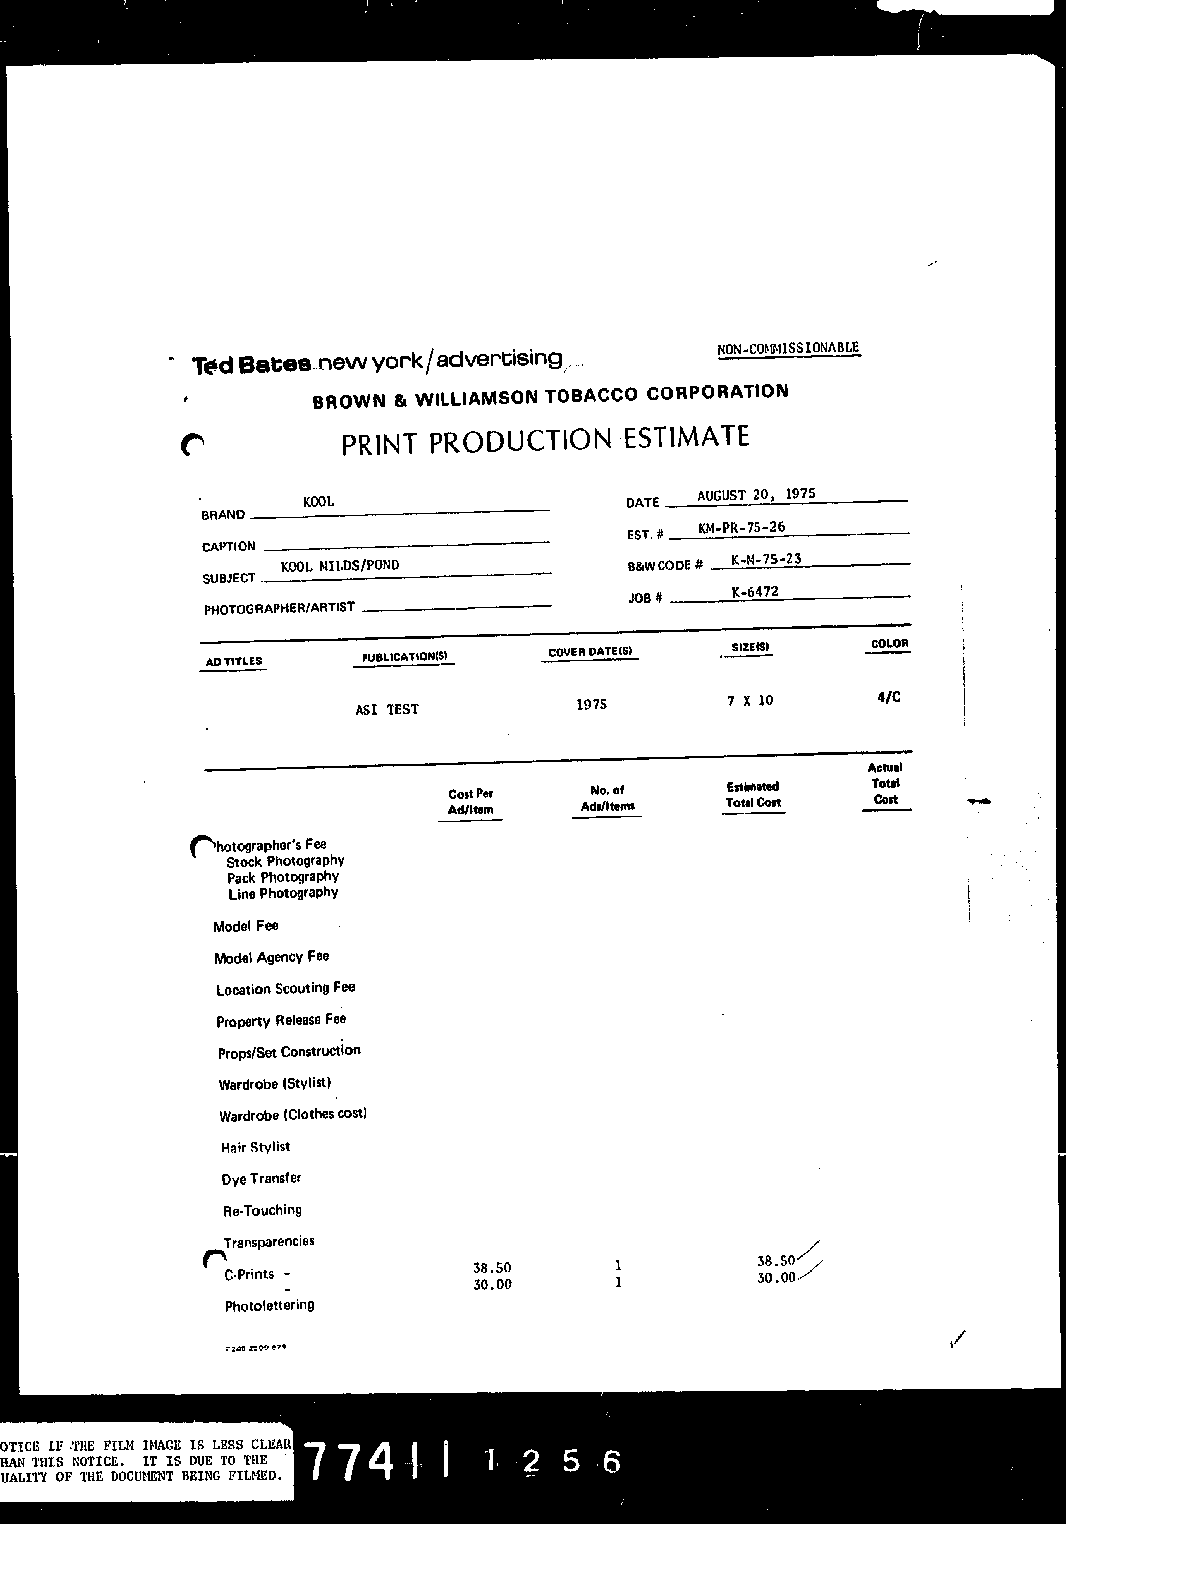 Ted Bates new york/advertising
NON-COMMISSIONABLE
BROWN & WILLIAMSON TOBACCO CORPORATION
PRINT PRODUCTION ESTIMATE
BRAND KOOL
DATE AUGUST 20, 1975
CAPTION
EST. # KM-PR-75-26
SUBJECT KOOL MILDS/POND
B&W CODE # K-M-75-23
PHOTOGRAPHER/ARTIST
JOB # K-6472
AD TITLES PUBLICATION(S) COVER DATE(S) SIZE(S) COLOR
ASI TEST 1975 7 X 10 4/C
Cost Per Ad/Item No. of Ads/Items Estimated Total Cost Actual Total Cost
hotographer's Fee
Stock Photography
Pack Photography
Line Photography
Model Fee
Model Agency Fee
Location Scouting Fee
Property Release Fee
Props/Set Construction
Wardrobe (Stylist)
Wardrobe (Clothes cost)
Hair Stylist
Dye Transfer
Re-Touching
Transparencies
C-Prints - 38.50 1 38.50
- 30.00 1 30.00
Photolettering
OTICE IF THE FILM IMAGE IS LESS CLEAR
HAN THIS NOTICE. IT IS DUE TO THE
UALITY OF THE DOCUMENT BEING FILMED.
774 1256